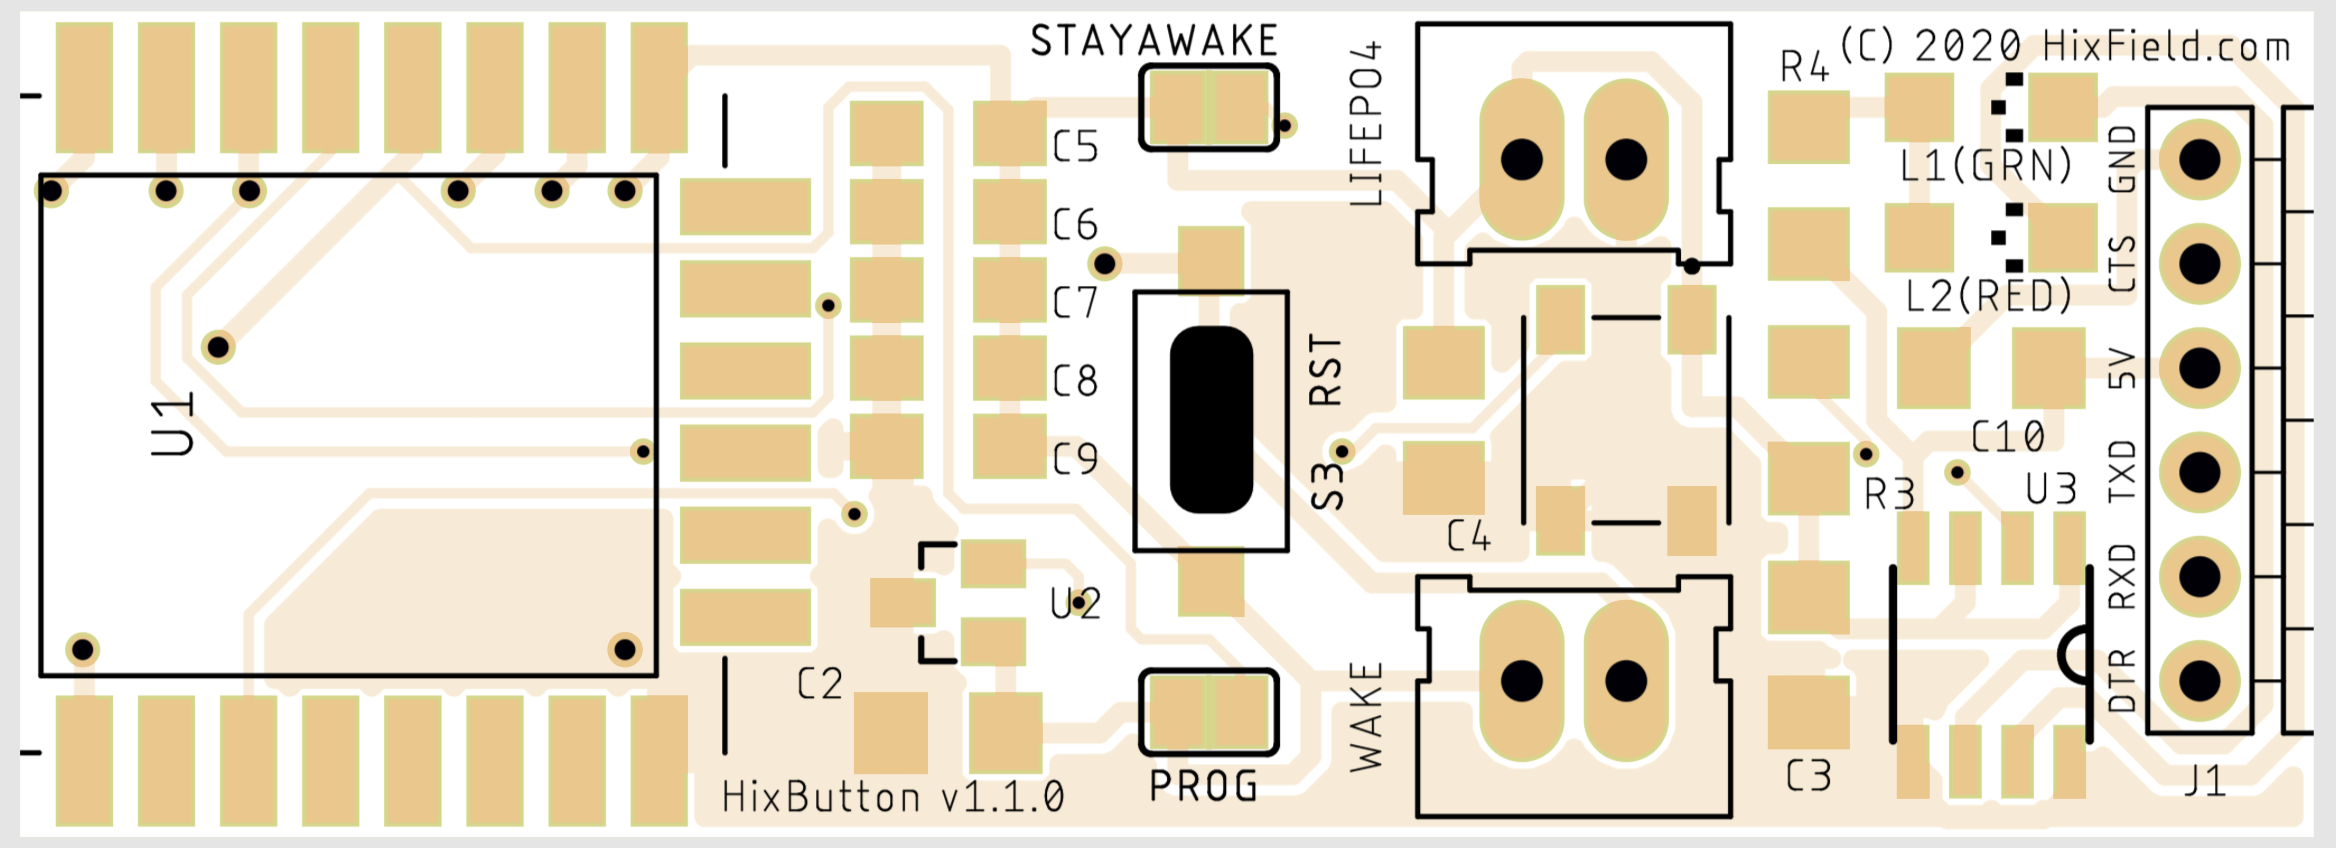 STAYAWAKE
(C) 2020 HixField.com
R4
LIFEPO4
C5
L1(GRN)
GND
C6
CTS
C7
L2(RED)
RST
5V
C8
U1
C10
C9
S3
TXD
R3
U3
C4
RXD
U2
C2
DTR
WAKE
C3
J1
PROG
HixButton v1.1.0